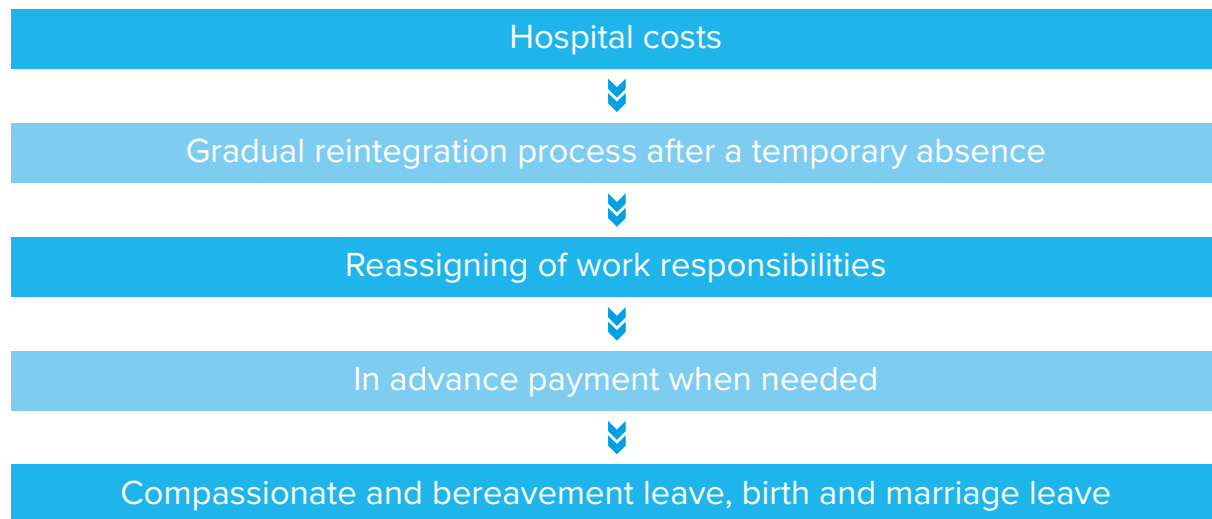 Hospital costs
Gradual reintegration process after a temporary absence
Reassigning of work responsibilities
In advance payment when needed
Compassionate and bereavement leave, birth and marriage leave